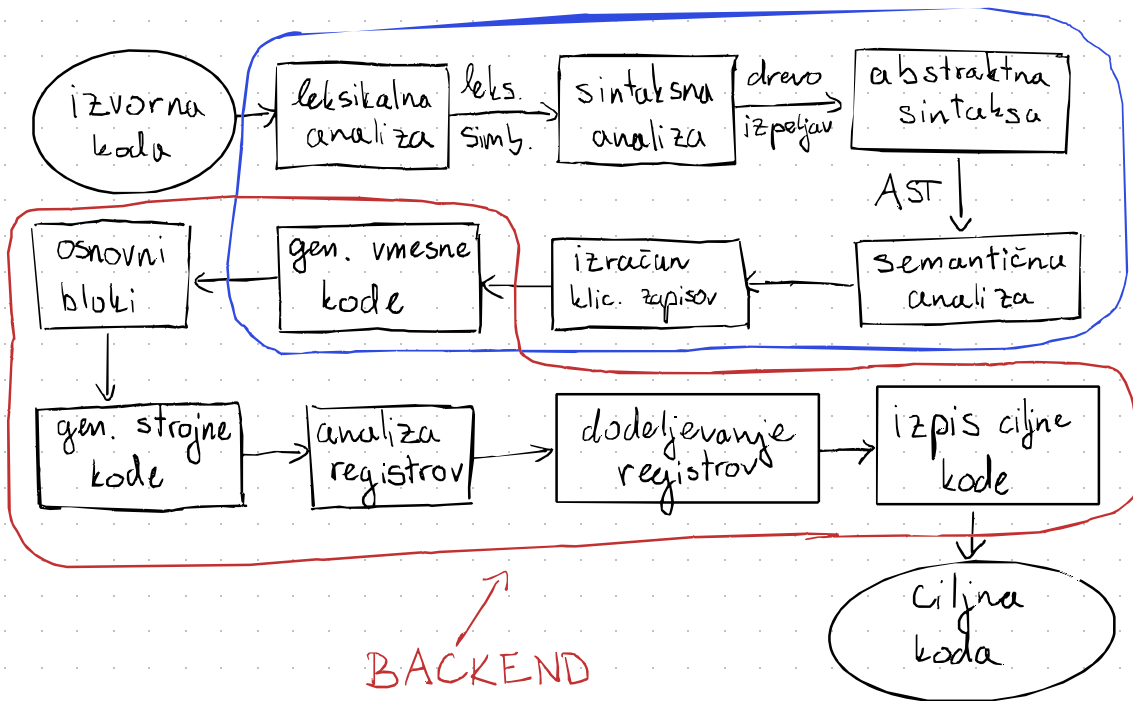 izvorna
koda
leksikalna
analiza
leks.
simb.
sintaksna
analiza
drevo
izpeljav
abstraktna
sintaksa
AST
semantična
analiza
izračun
klic. zapisov
gen. vmesne
kode
osnovni
bloki
gen. strojne
kode
analiza
registrov
dodeljevanje
registrov
izpis ciljne
kode
ciljna
koda
BACKEND